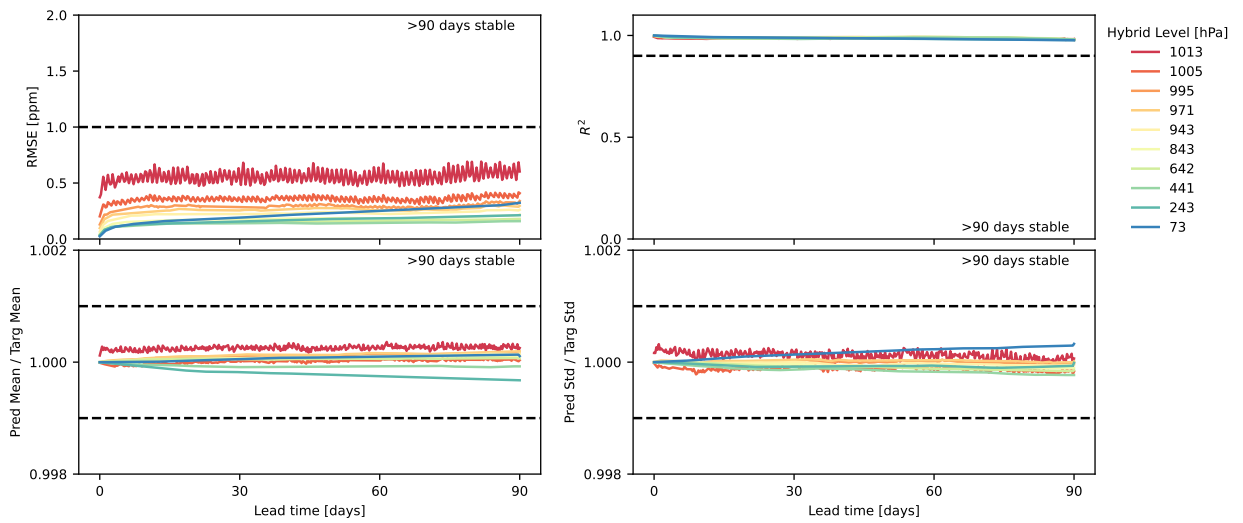 2.0
1.5
1.0
0.5
0.0
RMSE [ppm]
>90 days stable
1.0
0.5
0.0
R²
>90 days stable
Hybrid Level [hPa]
1013
1005
995
971
943
843
642
441
243
73
1.002
1.000
0.998
Pred Mean / Targ Mean
>90 days stable
0
30
60
90
Lead time [days]
1.002
1.000
0.998
Pred Std / Targ Std
>90 days stable
0
30
60
90
Lead time [days]